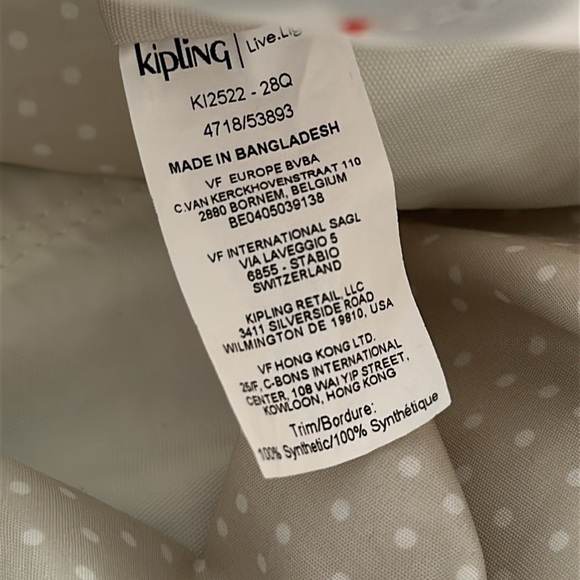 kipling | Live.
KI2522 - 28Q
4718/53893
MADE IN BANGLADESH
VF EUROPE BVBA
C.VAN KERCKHOVENSTRAAT 110
2880 BORNEM, BELGIUM
BE0405039138
VF INTERNATIONAL SAGL
VIA LAVEGGIO 5
6855 - STABIO
SWITZERLAND
KIPLING RETAIL, LLC
3411 SILVERSIDE ROAD
WILMINGTON DE 19810, USA
VF HONG KONG LTD.
25/F, C-BONS INTERNATIONAL
CENTER, 108 WAI YIP STREET,
KOWLOON, HONG KONG
Trim/Bordure:
100% Synthetic/100% Synthétique